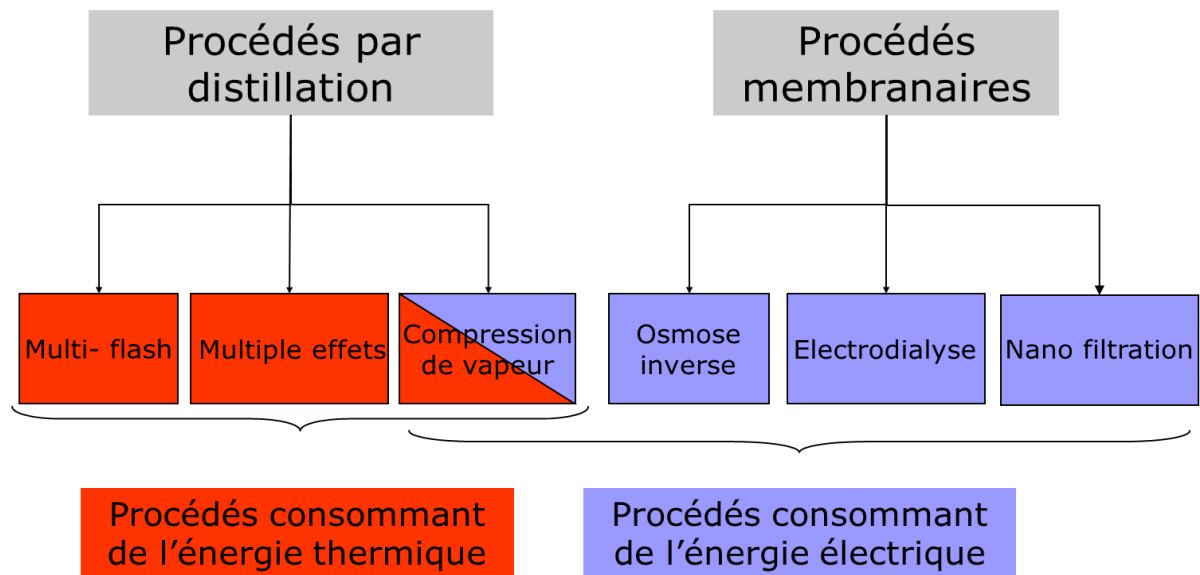 Procédés par
distillation
Procédés
membranaires
Multi- flash
Multiple effets
Compression
de vapeur
Osmose
inverse
Electrodialyse
Nano filtration
Procédés consommant
de l’énergie thermique
Procédés consommant
de l’énergie électrique